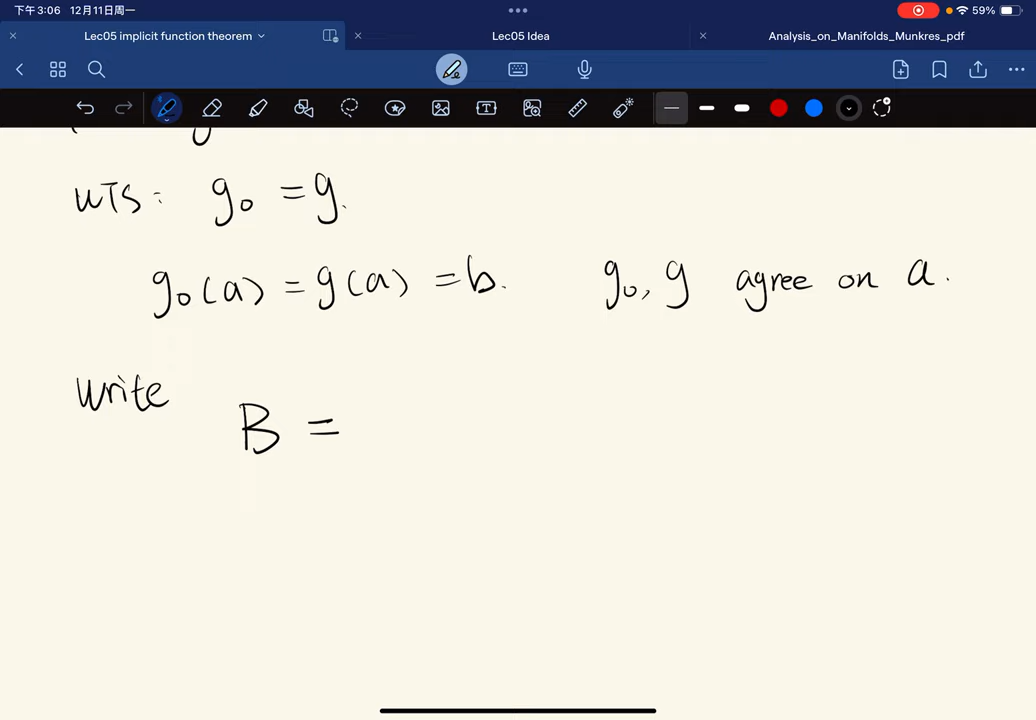 下午3:06 12月11日周一
59%
Lec05 implicit function theorem
Lec05 Idea
Analysis_on_Manifolds_Munkres_pdf
WTS: g₀ = g.
g₀(a) = g(a) = b. g₀, g agree on a.
write
B =